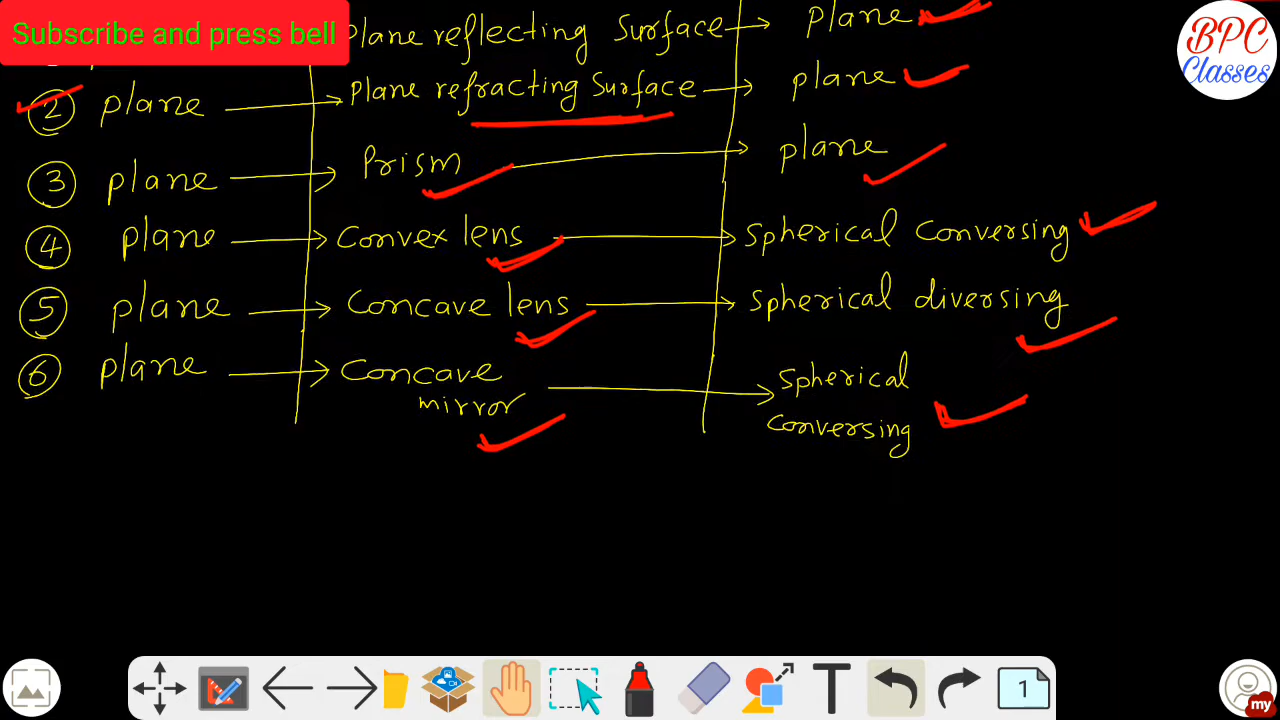 Subscribe and press bell
Plane reflecting Surface → plane
BPC
Classes
② plane → Plane refracting Surface → plane
③ plane → Prism → plane
④ plane → Convex lens → Spherical Conversing
⑤ plane → Concave lens → Spherical diversing
⑥ plane → Concave mirror → Spherical conversing
T
1
my